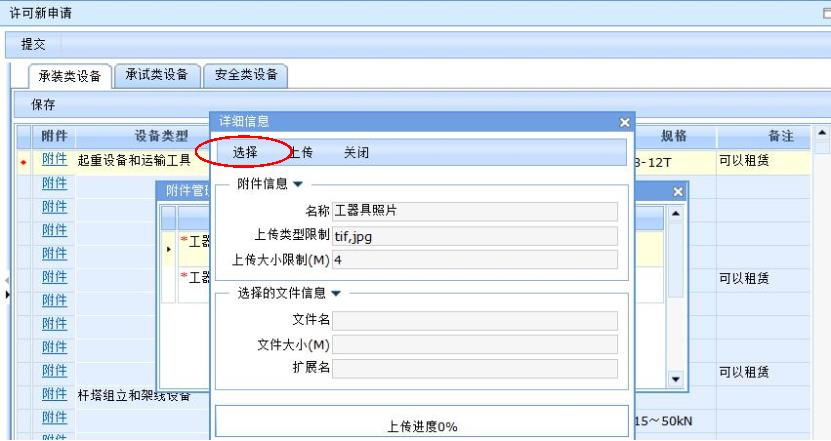 许可新申请
提交
承装类设备 承试类设备 安全类设备
保存
附件 设备类型 规格 备注
附件 起重设备和运输工具 8-12T 可以租赁
详细信息
选择 上传 关闭
附件信息
名称 工器具照片
上传类型限制 tif,jpg
上传大小限制(M) 4
选择的文件信息
文件名
文件大小(M)
扩展名
上传进度0%
附件管
*工器
*工器
附件
附件
附件
附件
附件 可以租赁
附件
附件
附件
附件 可以租赁
附件 杆塔组立和架线设备
附件 15～50kN
附件